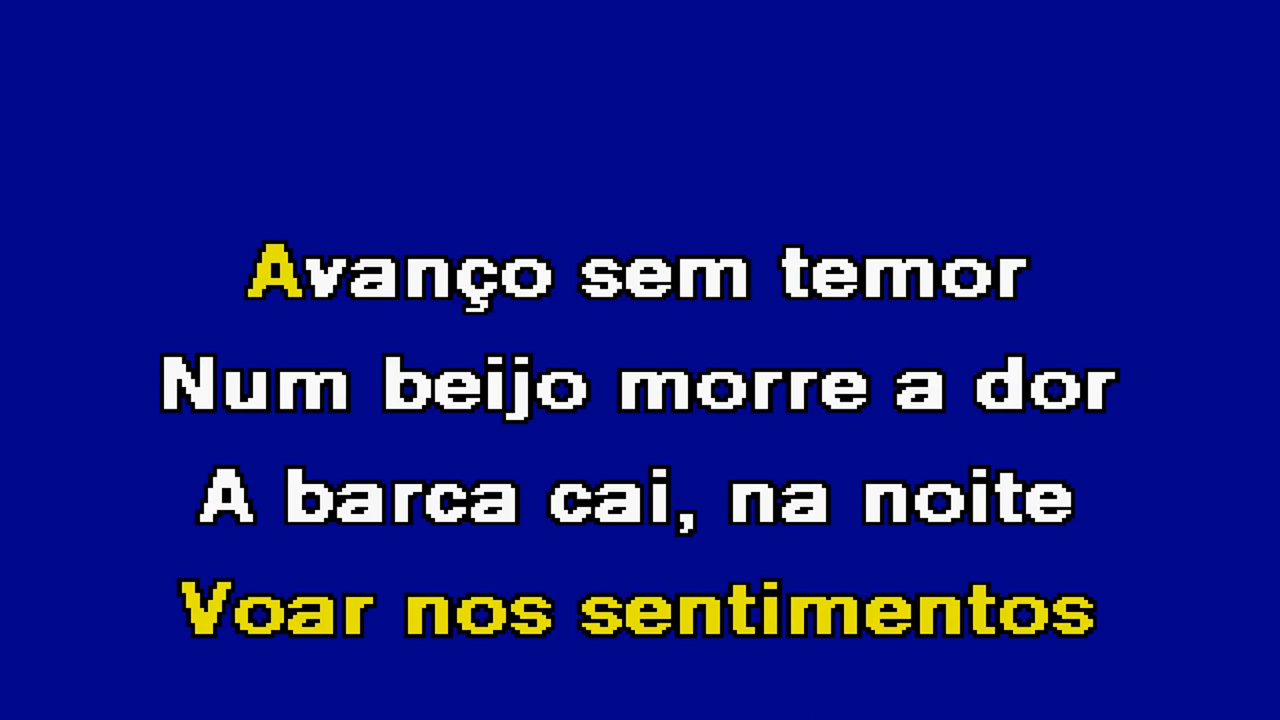 Avanço sem temor
Num beijo morre a dor
A barca cai, na noite
Voar nos sentimentos